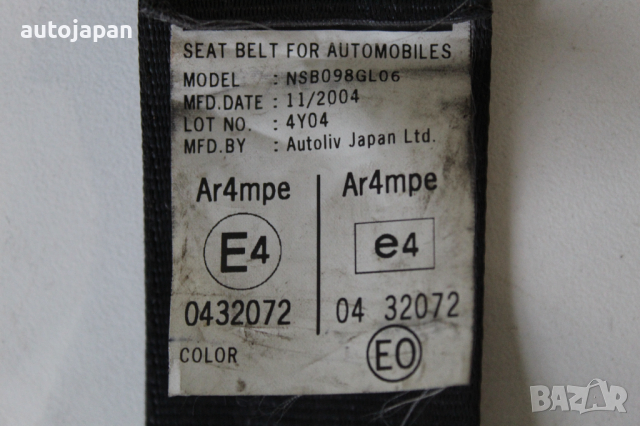 autojapan
SEAT BELT FOR AUTOMOBILES
MODEL : NSB098GL06
MFD.DATE : 11/2004
LOT NO. : 4Y04
MFD.BY : Autoliv Japan Ltd.
Ar4mpe Ar4mpe
E4 e4
0432072 04 32072
COLOR EO
BAZAR